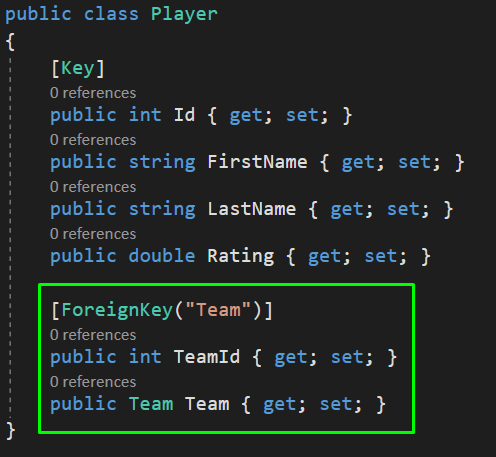 public class Player
{
[Key]
0 references
public int Id { get; set; }
0 references
public string FirstName { get; set; }
0 references
public string LastName { get; set; }
0 references
public double Rating { get; set; }
[ForeignKey("Team")]
0 references
public int TeamId { get; set; }
0 references
public Team Team { get; set; }
}